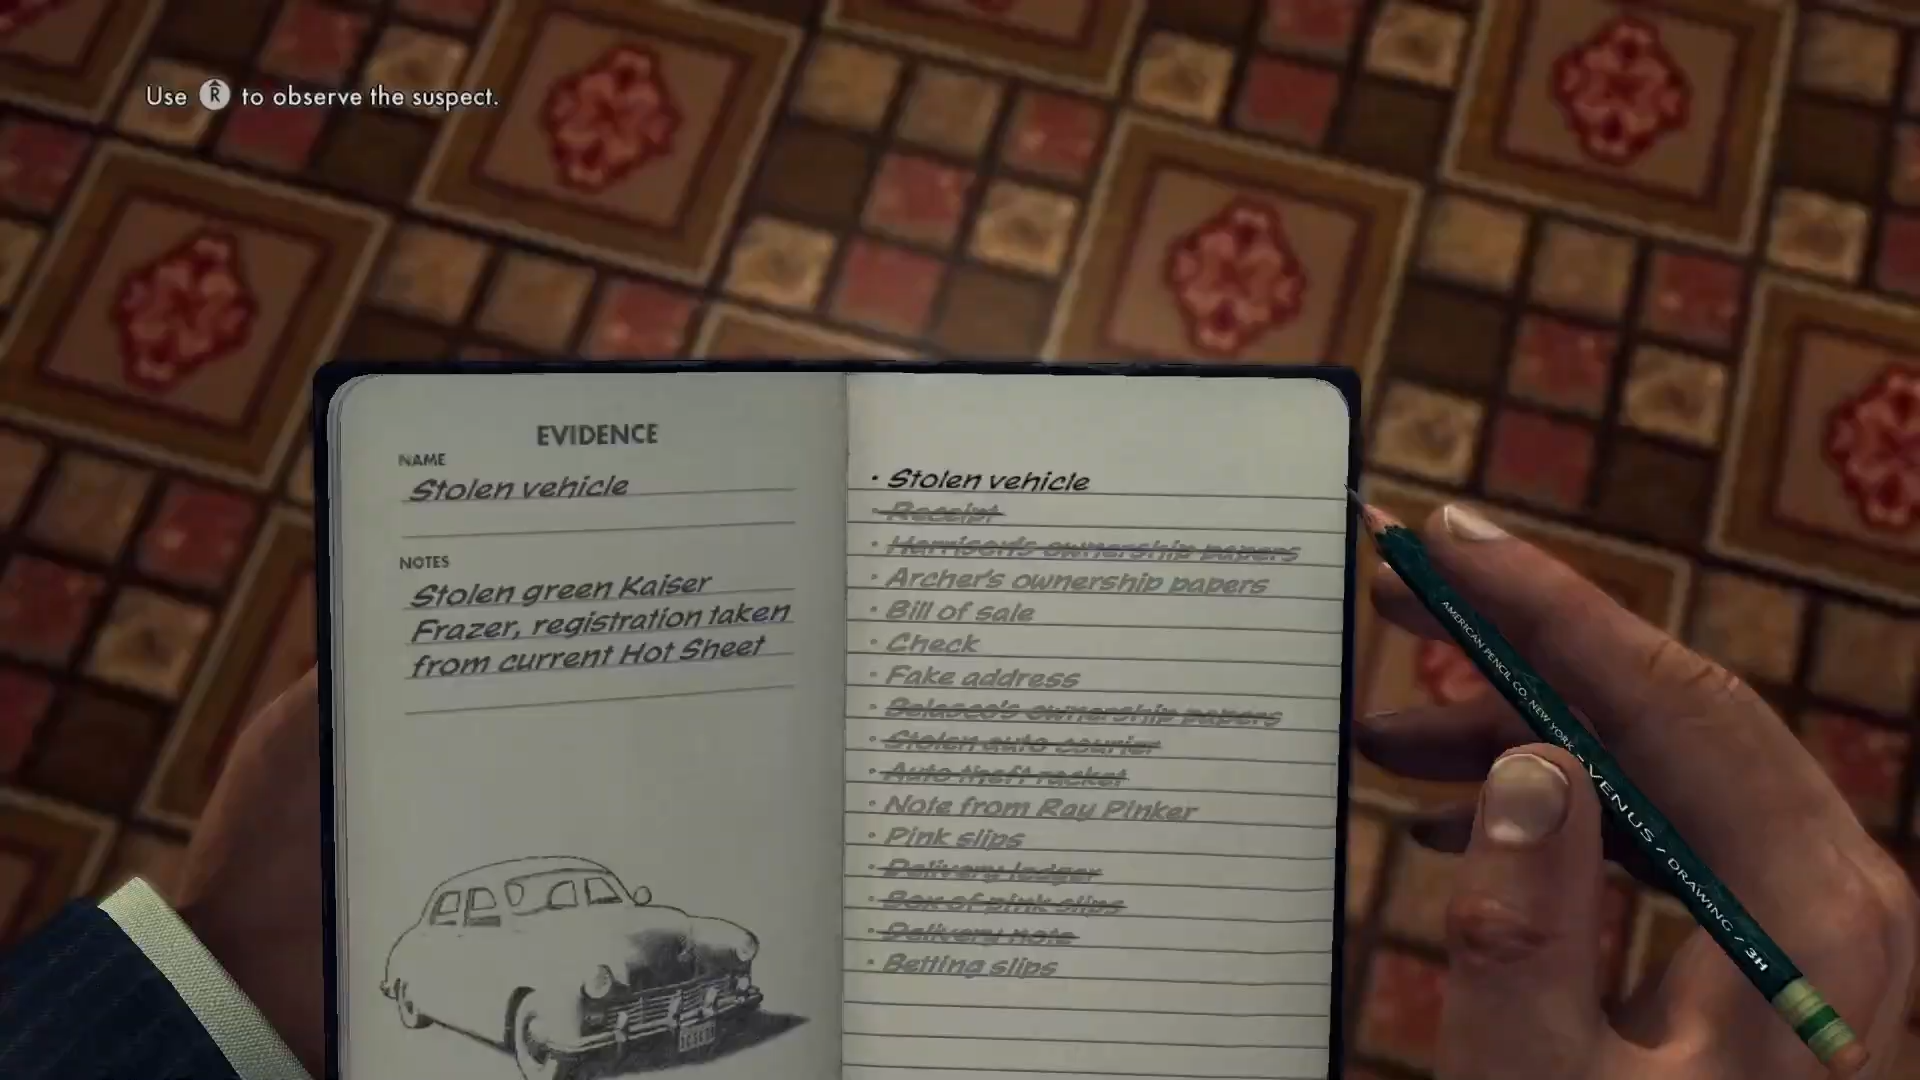 Use R to observe the suspect.
EVIDENCE
NAME
Stolen vehicle
NOTES
Stolen green Kaiser
Frazer, registration taken
from current Hot Sheet
• Stolen vehicle
• Receipt
• Harrison's ownership papers
• Archer's ownership papers
• Bill of sale
• Check
• Fake address
• Belasco's ownership papers
• Stolen auto courier
• Auto theft racket
• Note from Ray Pinker
• Pink slips
• Delivery ledger
• Box of pink slips
• Delivery note
• Betting slips
AMERICAN PENCIL CO. NEW YORK VENUS / DRAWING / 3H